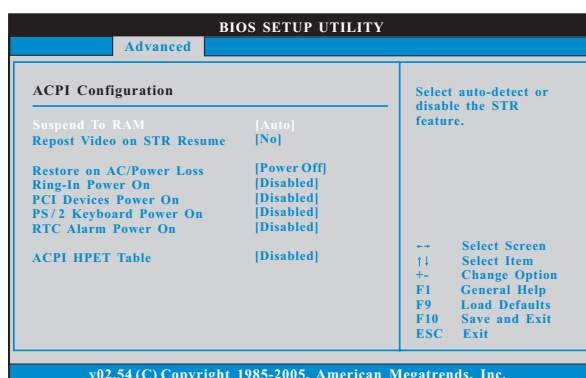 BIOS SETUP UTILITY
Advanced
ACPI Configuration
Suspend To RAM [Auto]
Repost Video on STR Resume [No]
Restore on AC/Power Loss [Power Off]
Ring-In Power On [Disabled]
PCI Devices Power On [Disabled]
PS/2 Keyboard Power On [Disabled]
RTC Alarm Power On [Disabled]
ACPI HPET Table [Disabled]
Select auto-detect or
disable the STR
feature.
←→ Select Screen
↑↓ Select Item
+- Change Option
F1 General Help
F9 Load Defaults
F10 Save and Exit
ESC Exit
v02.54 (C) Copyright 1985-2005, American Megatrends, Inc.